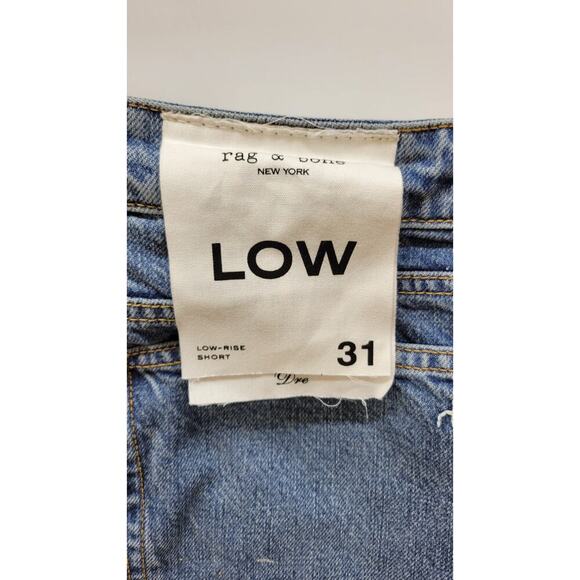 rag & bone
NEW YORK
LOW
LOW-RISE
SHORT
31
Dre